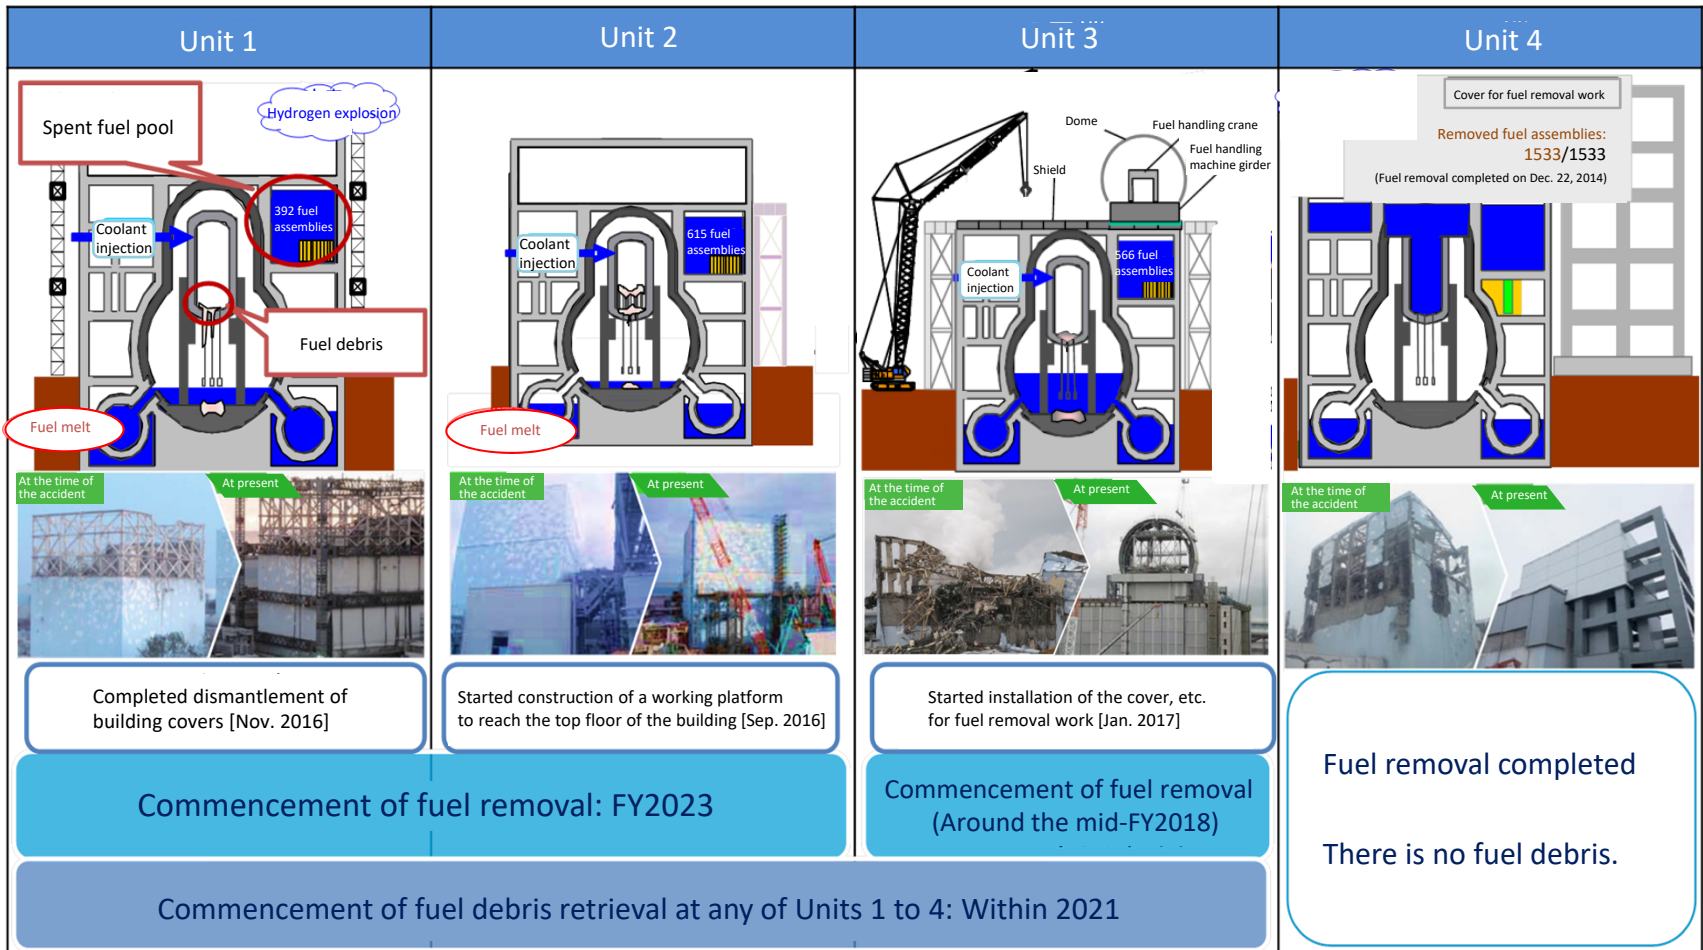 Unit 1
Unit 2
Unit 3
Unit 4
Spent fuel pool
Hydrogen explosion
392 fuel
assemblies
Coolant
injection
Fuel debris
Fuel melt
615 fuel
assemblies
Coolant
injection
Fuel melt
Dome
Fuel handling crane
Fuel handling
machine girder
Shield
566 fuel
assemblies
Coolant
injection
Cover for fuel removal work
Removed fuel assemblies:
1533/1533
(Fuel removal completed on Dec. 22, 2014)
At the time of
the accident
At present
At the time of
the accident
At present
At the time of
the accident
At present
At the time of
the accident
At present
Completed dismantlement of
building covers [Nov. 2016]
Started construction of a working platform
to reach the top floor of the building [Sep. 2016]
Started installation of the cover, etc.
for fuel removal work [Jan. 2017]
Commencement of fuel removal: FY2023
Commencement of fuel removal
(Around the mid-FY2018)
Fuel removal completed
There is no fuel debris.
Commencement of fuel debris retrieval at any of Units 1 to 4: Within 2021